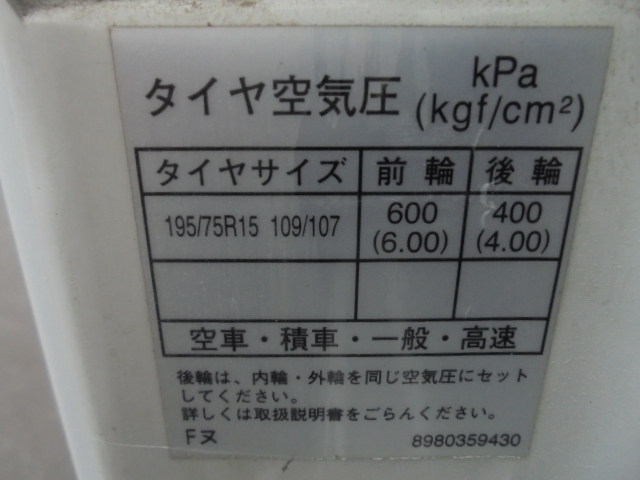 タイヤ空気圧 kPa
(kgf/cm²)
タイヤサイズ 前輪 後輪
195/75R15 109/107 600 400
(6.00) (4.00)
空車・積車・一般・高速
後輪は、内輪・外輪を同じ空気圧にセット
してください。
詳しくは取扱説明書をごらんください。
Fヌ 8980359430